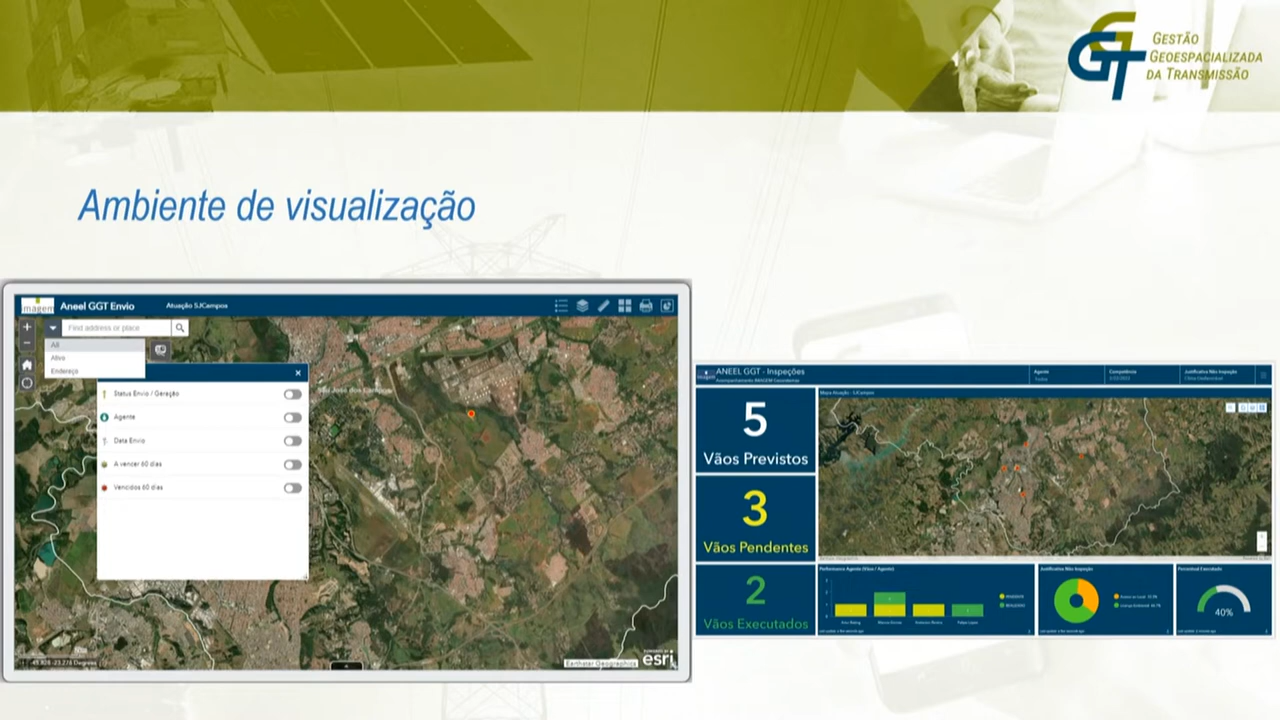 GGT
GESTÃO
GEOESPACIALIZADA
DA TRANSMISSÃO
Ambiente de visualização
Aneel GGT Envio
Atuação SJCampos
Find address or place
All
Ativo
Endereço
Status Envio / Geração
Agente
Data Envio
A vencer 60 dias
Vencidos 60 dias
São José dos Campos
Earthstar Geographics
POWERED BY
esri
ANEEL GGT - Inspeções
Agente
Competência
Justificativa Não Inspeção
5
Vãos Previstos
3
Vãos Pendentes
2
Vãos Executados
Mapa Atuação - SJCampos
Performance Agente (Vãos / Agente)
Justificativa Não Inspeção
Percentual Executado
40%